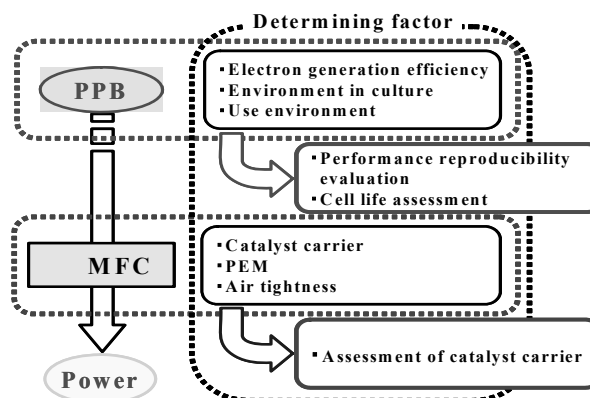 Determining factor
PPB
▪Electron generation efficiency
▪Environment in culture
▪Use environment
▪Performance reproducibility
evaluation
▪Cell life assessment
MFC
▪Catalyst carrier
▪PEM
▪Air tightness
▪Assessment of catalyst carrier
Power